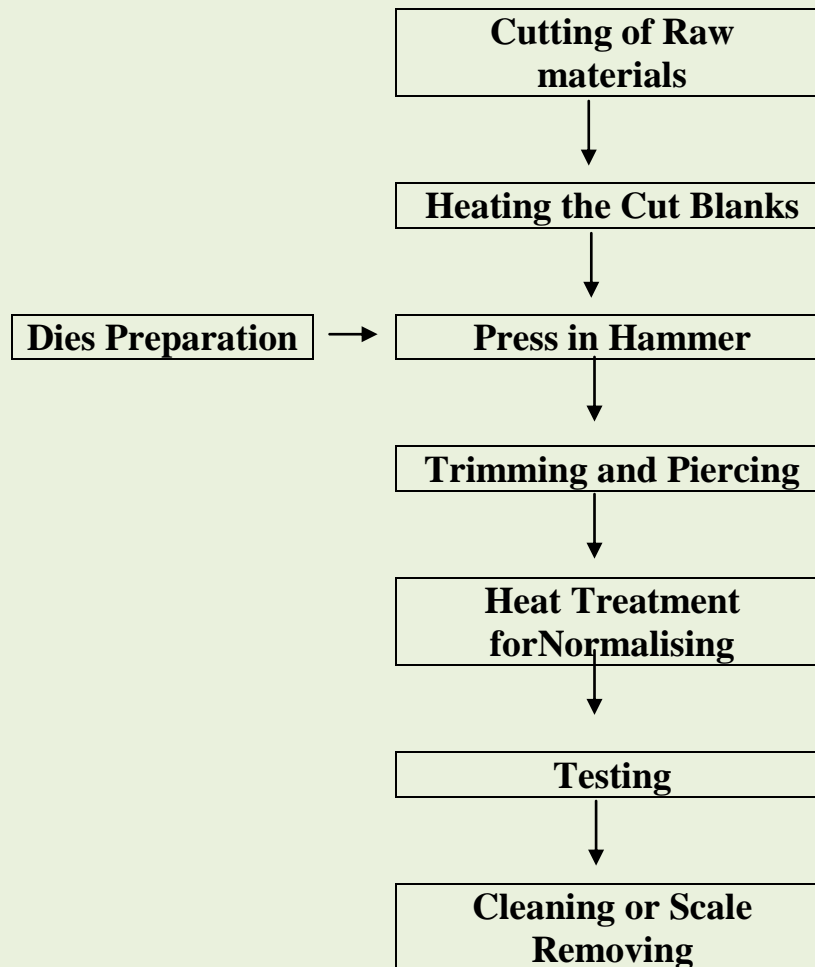 Cutting of Raw
materials
Heating the Cut Blanks
Dies Preparation
Press in Hammer
Trimming and Piercing
Heat Treatment
forNormalising
Testing
Cleaning or Scale
Removing